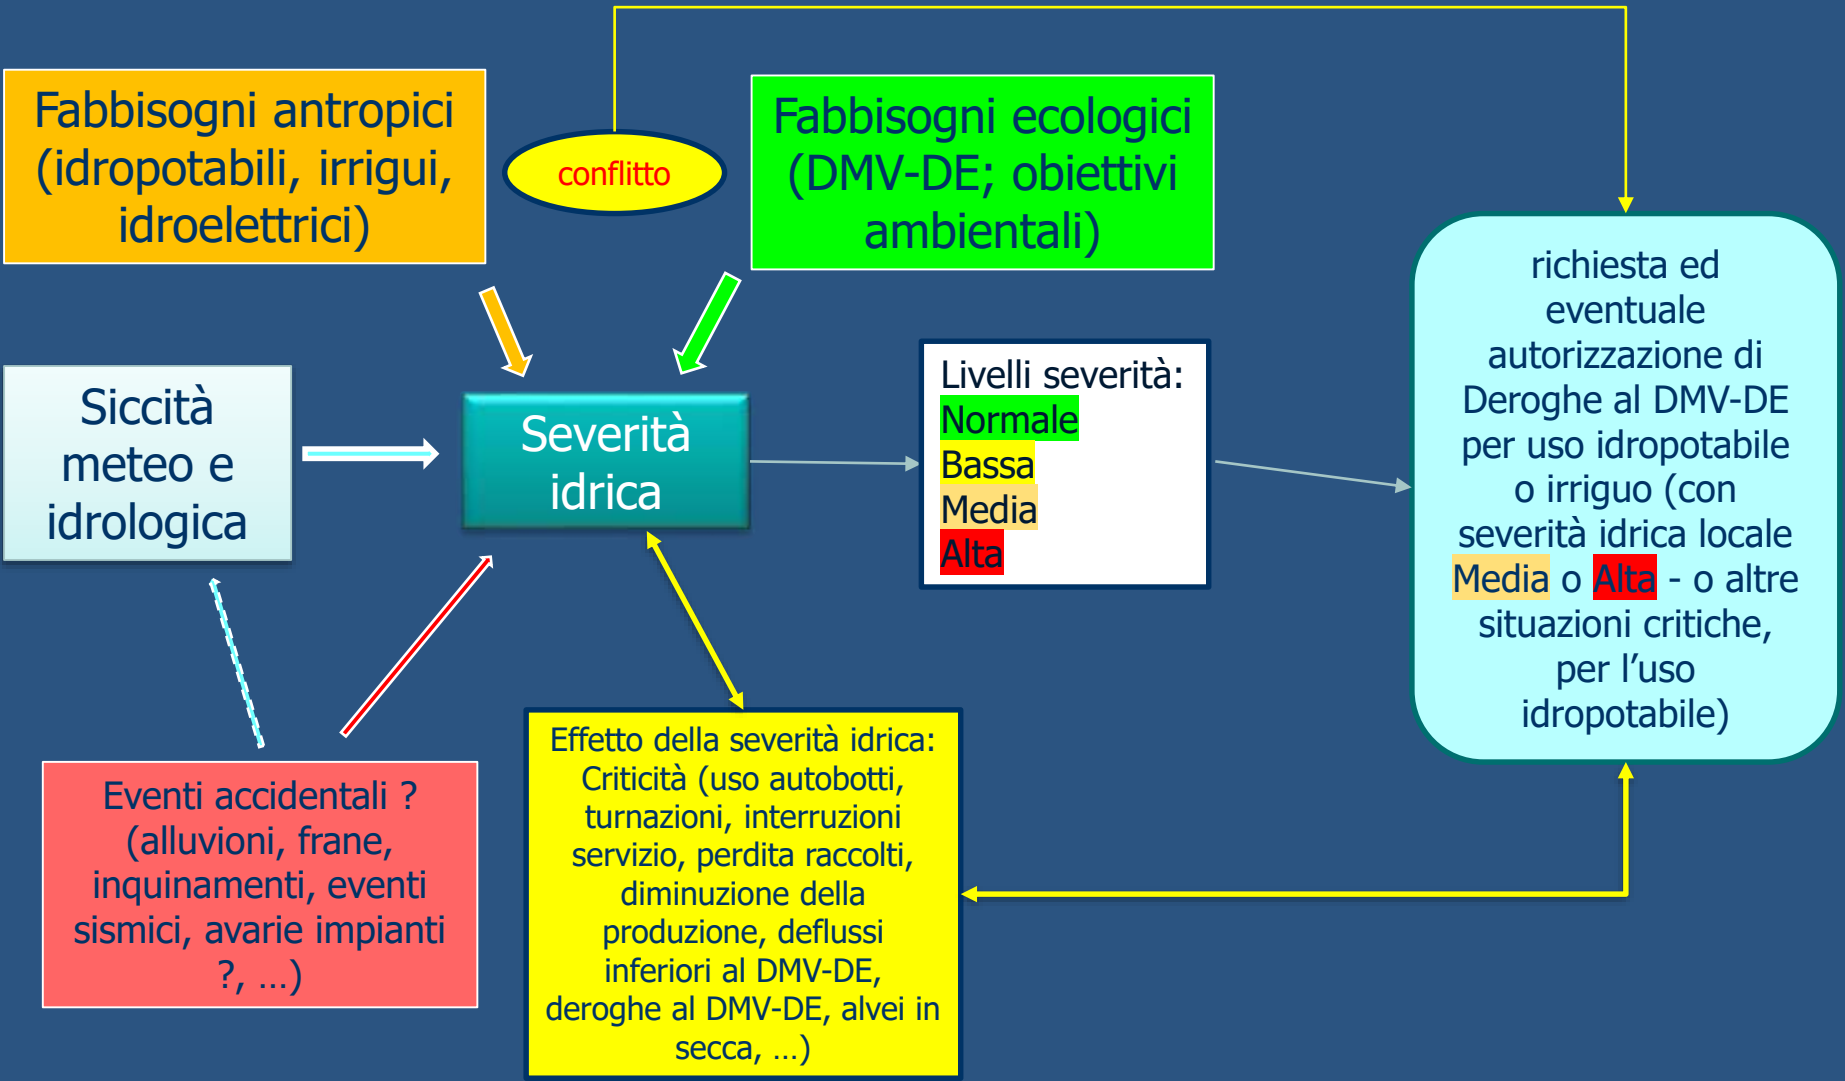 Fabbisogni antropici
(idropotabili, irrigui,
idroelettrici)
conflitto
Fabbisogni ecologici
(DMV-DE; obiettivi
ambientali)
Siccità
meteo e
idrologica
Severità
idrica
Livelli severità:
Normale
Bassa
Media
Alta
richiesta ed
eventuale
autorizzazione di
Deroghe al DMV-DE
per uso idropotabile
o irriguo (con
severità idrica locale
Media o Alta - o altre
situazioni critiche,
per l’uso
idropotabile)
Eventi accidentali ?
(alluvioni, frane,
inquinamenti, eventi
sismici, avarie impianti
?, …)
Effetto della severità idrica:
Criticità (uso autobotti,
turnazioni, interruzioni
servizio, perdita raccolti,
diminuzione della
produzione, deflussi
inferiori al DMV-DE,
deroghe al DMV-DE, alvei in
secca, …)